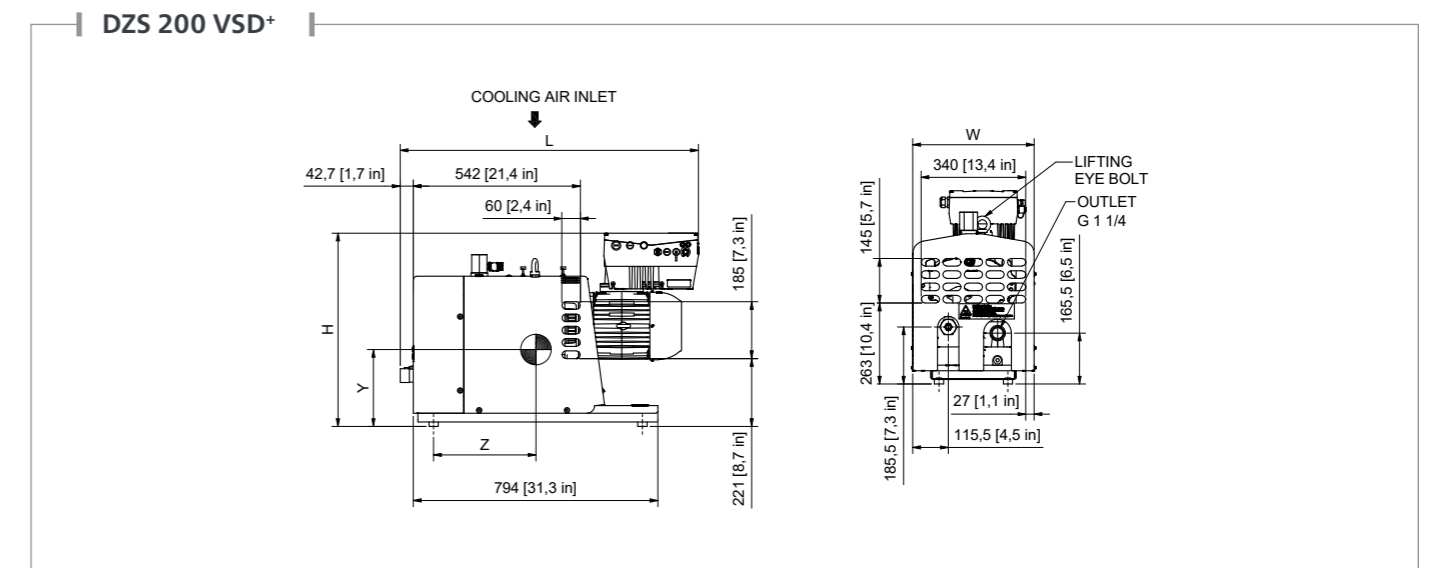 DZS 200 VSD+
COOLING AIR INLET
L
42,7 [1,7 in]
542 [21,4 in]
60 [2,4 in]
185 [7,3 in]
H
Y
Z
221 [8,7 in]
794 [31,3 in]
W
340 [13,4 in]
LIFTING
EYE BOLT
OUTLET
G 1 1/4
145 [5,7 in]
165,5 [6,5 in]
263 [10,4 in]
27 [1,1 in]
185,5 [7,3 in]
115,5 [4,5 in]